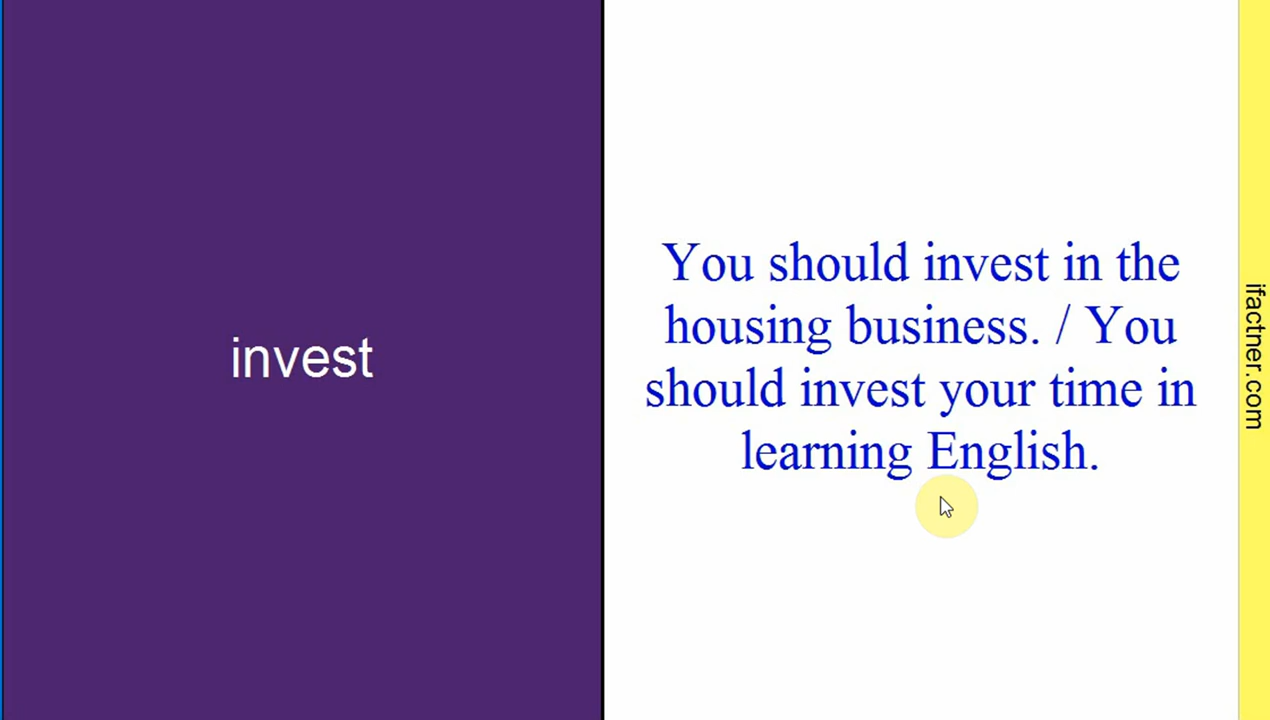 invest
You should invest in the
housing business. / You
should invest your time in
learning English.
ifactner.com